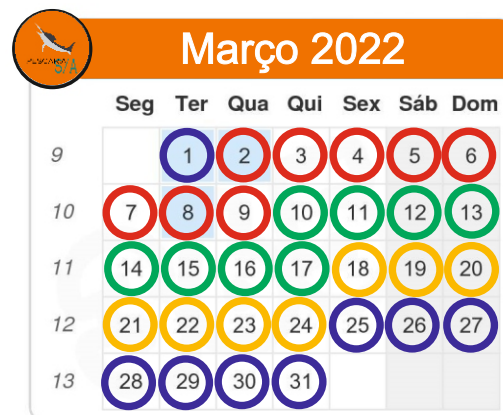 Março 2022
S/A
Seg Ter Qua Qui Sex Sáb Dom
9 1 2 3 4 5 6
10 7 8 9 10 11 12 13
11 14 15 16 17 18 19 20
12 21 22 23 24 25 26 27
13 28 29 30 31